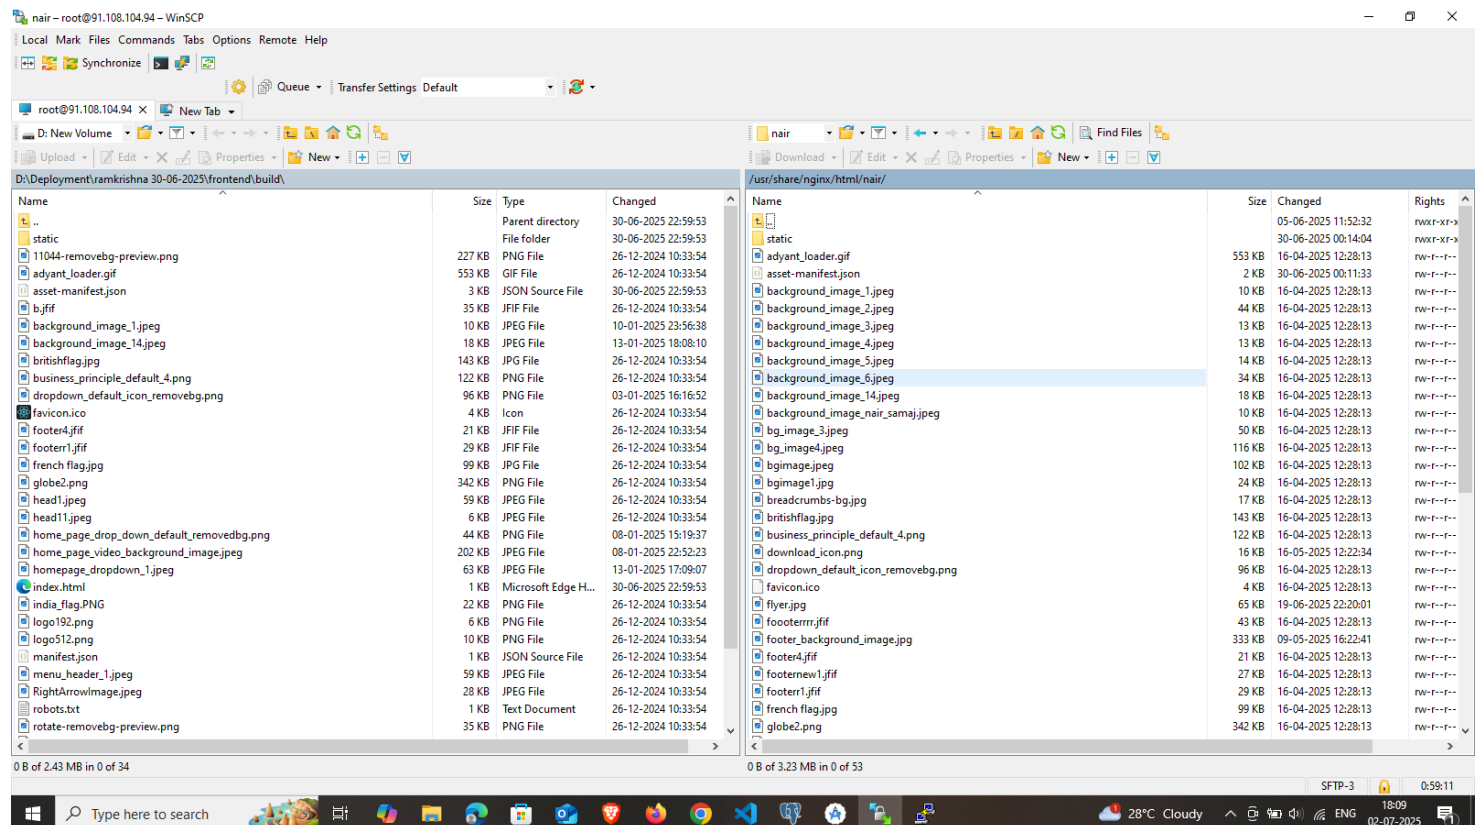 nair – root@91.108.104.94 – WinSCP
Local Mark Files Commands Tabs Options Remote Help
Synchronize
Queue Transfer Settings Default
root@91.108.104.94 New Tab
D: New Volume
Upload Edit Properties New
D:\Deployment\ramkrishna 30-06-2025\frontend\build\
Name Size Type Changed
.. Parent directory 30-06-2025 22:59:53
static File folder 30-06-2025 22:59:53
11044-removebg-preview.png 227 KB PNG File 26-12-2024 10:33:54
adyant_loader.gif 553 KB GIF File 26-12-2024 10:33:54
asset-manifest.json 3 KB JSON Source File 30-06-2025 22:59:53
b.jfif 35 KB JFIF File 26-12-2024 10:33:54
background_image_1.jpeg 10 KB JPEG File 10-01-2025 23:56:38
background_image_14.jpeg 18 KB JPEG File 13-01-2025 18:08:10
britishflag.jpg 143 KB JPG File 26-12-2024 10:33:54
business_principle_default_4.png 122 KB PNG File 26-12-2024 10:33:54
dropdown_default_icon_removebg.png 96 KB PNG File 03-01-2025 16:16:52
favicon.ico 4 KB Icon 26-12-2024 10:33:54
footer4.jfif 21 KB JFIF File 26-12-2024 10:33:54
footerr1.jfif 29 KB JFIF File 26-12-2024 10:33:54
french flag.jpg 99 KB JPG File 26-12-2024 10:33:54
globe2.png 342 KB PNG File 26-12-2024 10:33:54
head1.jpeg 59 KB JPEG File 26-12-2024 10:33:54
head11.jpeg 6 KB JPEG File 26-12-2024 10:33:54
home_page_drop_down_default_removedbg.png 44 KB PNG File 08-01-2025 15:19:37
home_page_video_background_image.jpeg 202 KB JPEG File 08-01-2025 22:52:23
homepage_dropdown_1.jpeg 63 KB JPEG File 13-01-2025 17:09:07
index.html 1 KB Microsoft Edge H... 30-06-2025 22:59:53
india_flag.PNG 22 KB PNG File 26-12-2024 10:33:54
logo192.png 6 KB PNG File 26-12-2024 10:33:54
logo512.png 10 KB PNG File 26-12-2024 10:33:54
manifest.json 1 KB JSON Source File 26-12-2024 10:33:54
menu_header_1.jpeg 59 KB JPEG File 26-12-2024 10:33:54
RightArrowImage.jpeg 28 KB JPEG File 26-12-2024 10:33:54
robots.txt 1 KB Text Document 26-12-2024 10:33:54
rotate-removebg-preview.png 35 KB PNG File 26-12-2024 10:33:54
0 B of 2.43 MB in 0 of 34
nair Find Files
Download Edit Properties New
/usr/share/nginx/html/nair/
Name Size Changed Rights
.. 05-06-2025 11:52:32 rwxr-xr-x
static 30-06-2025 00:14:04 rwxr-xr-x
adyant_loader.gif 553 KB 16-04-2025 12:28:13 rw-r--r--
asset-manifest.json 2 KB 30-06-2025 00:11:33 rw-r--r--
background_image_1.jpeg 10 KB 16-04-2025 12:28:13 rw-r--r--
background_image_2.jpeg 44 KB 16-04-2025 12:28:13 rw-r--r--
background_image_3.jpeg 13 KB 16-04-2025 12:28:13 rw-r--r--
background_image_4.jpeg 13 KB 16-04-2025 12:28:13 rw-r--r--
background_image_5.jpeg 14 KB 16-04-2025 12:28:13 rw-r--r--
background_image_6.jpeg 34 KB 16-04-2025 12:28:13 rw-r--r--
background_image_14.jpeg 18 KB 16-04-2025 12:28:13 rw-r--r--
background_image_nair_samaj.jpeg 10 KB 16-04-2025 12:28:13 rw-r--r--
bg_image_3.jpeg 50 KB 16-04-2025 12:28:13 rw-r--r--
bg_image4.jpeg 116 KB 16-04-2025 12:28:13 rw-r--r--
bgimage.jpeg 102 KB 16-04-2025 12:28:13 rw-r--r--
bgimage1.jpg 24 KB 16-04-2025 12:28:13 rw-r--r--
breadcrumbs-bg.jpg 17 KB 16-04-2025 12:28:13 rw-r--r--
britishflag.jpg 143 KB 16-04-2025 12:28:13 rw-r--r--
business_principle_default_4.png 122 KB 16-04-2025 12:28:13 rw-r--r--
download_icon.png 16 KB 16-05-2025 12:22:34 rw-r--r--
dropdown_default_icon_removebg.png 96 KB 16-04-2025 12:28:13 rw-r--r--
favicon.ico 4 KB 16-04-2025 12:28:13 rw-r--r--
flyer.jpg 65 KB 19-06-2025 22:20:01 rw-r--r--
foooterrrr.jfif 43 KB 16-04-2025 12:28:13 rw-r--r--
footer_background_image.jpg 333 KB 09-05-2025 16:22:41 rw-r--r--
footer4.jfif 21 KB 16-04-2025 12:28:13 rw-r--r--
footernew1.jfif 27 KB 16-04-2025 12:28:13 rw-r--r--
footerr1.jfif 29 KB 16-04-2025 12:28:13 rw-r--r--
french flag.jpg 99 KB 16-04-2025 12:28:13 rw-r--r--
globe2.png 342 KB 16-04-2025 12:28:13 rw-r--r--
0 B of 3.23 MB in 0 of 53
SFTP-3 0:59:11
Type here to search
28°C Cloudy ENG 18:09
02-07-2025